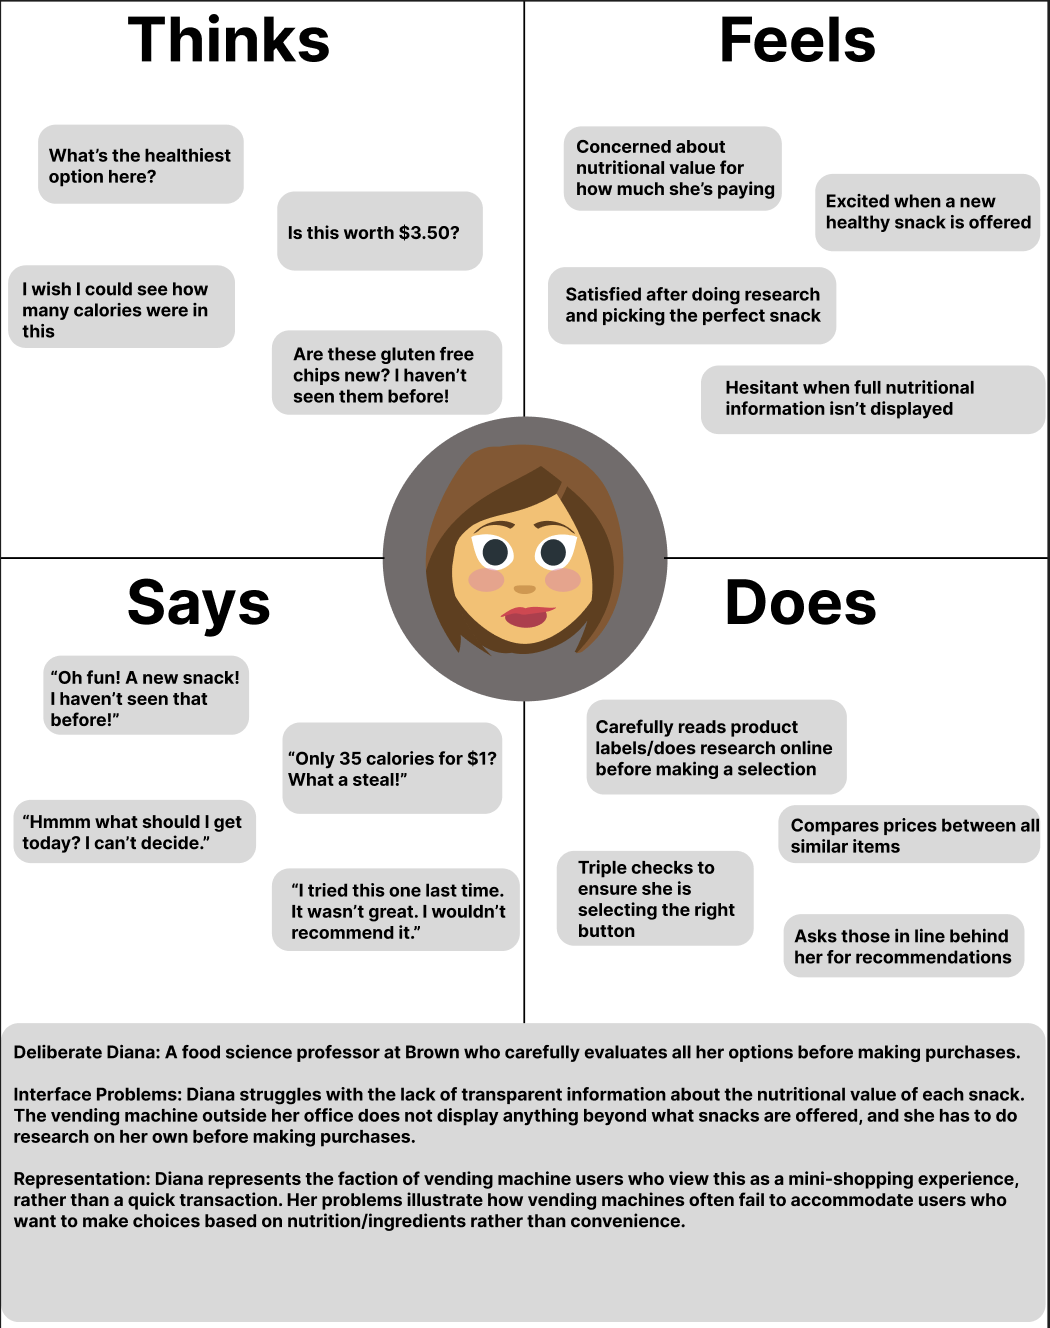 Thinks
What’s the healthiest
option here?
Is this worth $3.50?
I wish I could see how
many calories were in
this
Are these gluten free
chips new? I haven’t
seen them before!
Feels
Concerned about
nutritional value for
how much she’s paying
Excited when a new
healthy snack is offered
Satisfied after doing research
and picking the perfect snack
Hesitant when full nutritional
information isn’t displayed
Says
“Oh fun! A new snack!
I haven’t seen that
before!”
“Only 35 calories for $1?
What a steal!”
“Hmmm what should I get
today? I can’t decide.”
“I tried this one last time.
It wasn’t great. I wouldn’t
recommend it.”
Does
Carefully reads product
labels/does research online
before making a selection
Compares prices between all
similar items
Triple checks to
ensure she is
selecting the right
button
Asks those in line behind
her for recommendations
Deliberate Diana: A food science professor at Brown who carefully evaluates all her options before making purchases.
Interface Problems: Diana struggles with the lack of transparent information about the nutritional value of each snack.
The vending machine outside her office does not display anything beyond what snacks are offered, and she has to do
research on her own before making purchases.
Representation: Diana represents the faction of vending machine users who view this as a mini-shopping experience,
rather than a quick transaction. Her problems illustrate how vending machines often fail to accommodate users who
want to make choices based on nutrition/ingredients rather than convenience.